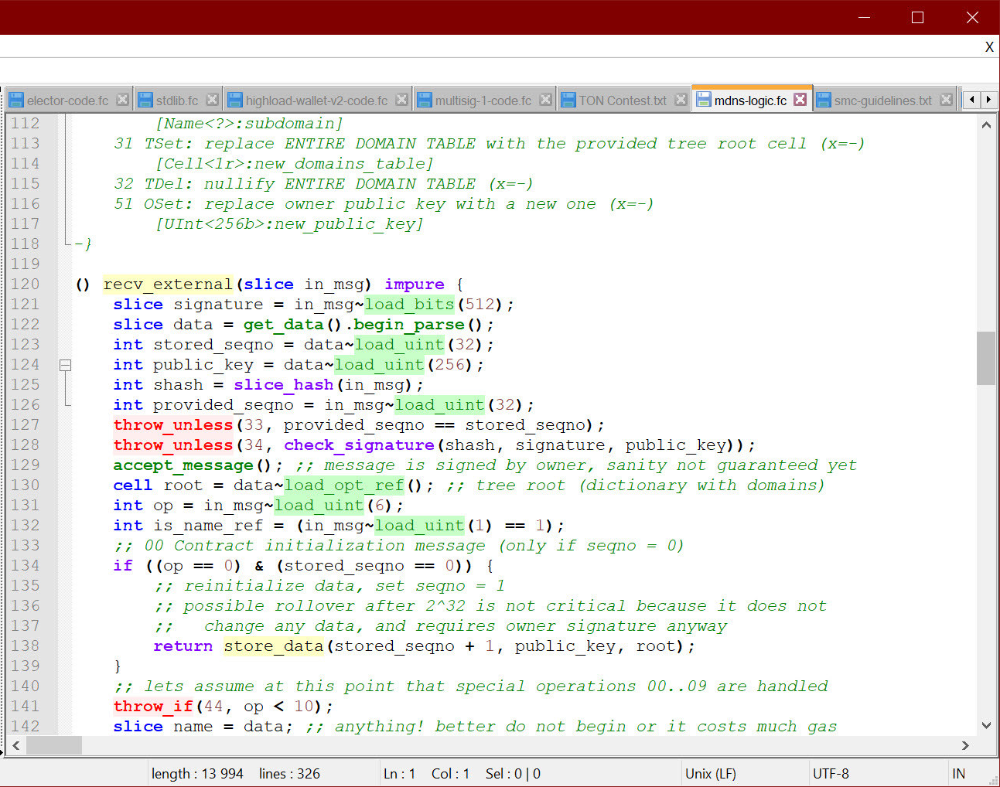 X
elector-code.fc stdlib.fc highload-wallet-v2-code.fc multisig-1-code.fc TON Contest.txt mdns-logic.fc smc-guidelines.txt
112         [Name<?>:subdomain]
113     31 TSet: replace ENTIRE DOMAIN TABLE with the provided tree root cell (x=-)
114         [Cell<1r>:new_domains_table]
115     32 TDel: nullify ENTIRE DOMAIN TABLE (x=-)
116     51 OSet: replace owner public key with a new one (x=-)
117         [UInt<256b>:new_public_key]
118 -}
119
120 () recv_external(slice in_msg) impure {
121     slice signature = in_msg~load_bits(512);
122     slice data = get_data().begin_parse();
123     int stored_seqno = data~load_uint(32);
124     int public_key = data~load_uint(256);
125     int shash = slice_hash(in_msg);
126     int provided_seqno = in_msg~load_uint(32);
127     throw_unless(33, provided_seqno == stored_seqno);
128     throw_unless(34, check_signature(shash, signature, public_key));
129     accept_message(); ;; message is signed by owner, sanity not guaranteed yet
130     cell root = data~load_opt_ref(); ;; tree root (dictionary with domains)
131     int op = in_msg~load_uint(6);
132     int is_name_ref = (in_msg~load_uint(1) == 1);
133     ;; 00 Contract initialization message (only if seqno = 0)
134     if ((op == 0) & (stored_seqno == 0)) {
135         ;; reinitialize data, set seqno = 1
136         ;; possible rollover after 2^32 is not critical because it does not
137         ;;   change any data, and requires owner signature anyway
138         return store_data(stored_seqno + 1, public_key, root);
139     }
140     ;; lets assume at this point that special operations 00..09 are handled
141     throw_if(44, op < 10);
142     slice name = data; ;; anything! better do not begin or it costs much gas
length : 13 994 lines : 326 Ln : 1 Col : 1 Sel : 0 | 0 Unix (LF) UTF-8 IN